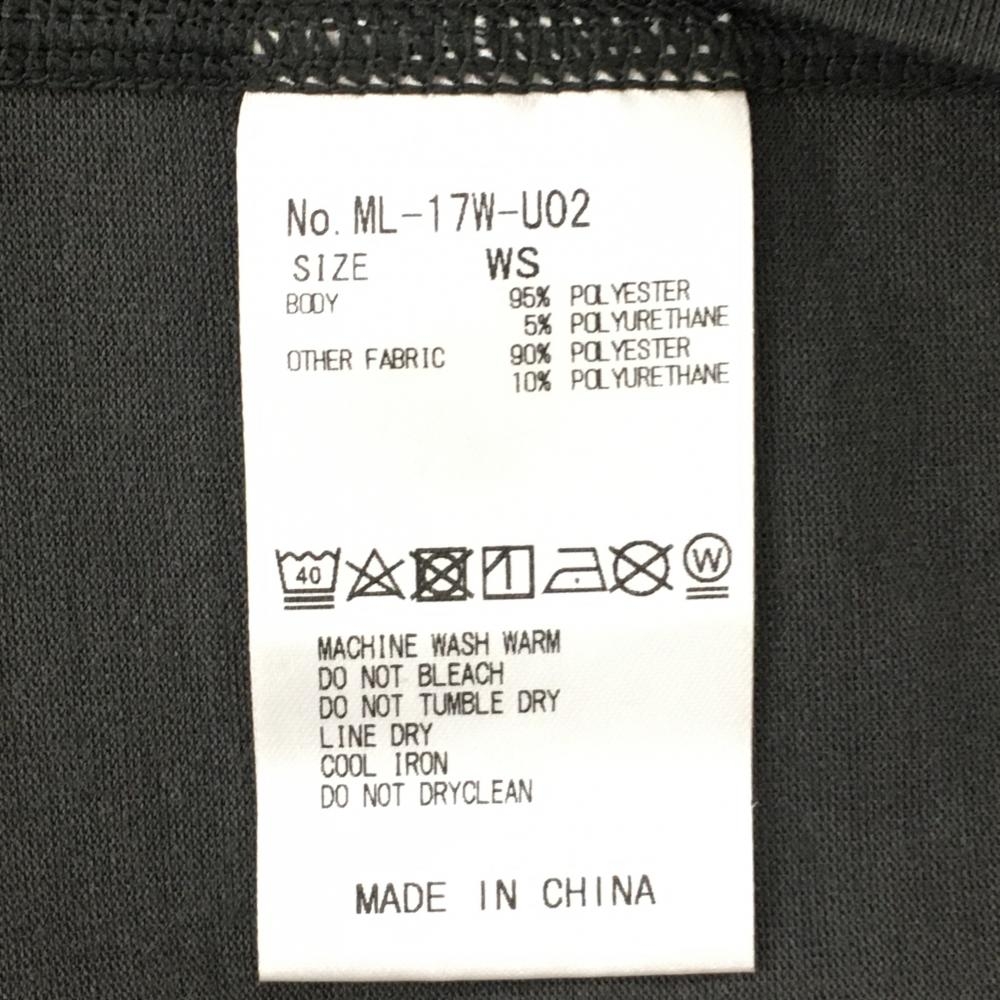 No. ML-17W-U02
SIZE WS
BODY 95% POLYESTER
5% POLYURETHANE
OTHER FABRIC 90% POLYESTER
10% POLYURETHANE
40 W
MACHINE WASH WARM
DO NOT BLEACH
DO NOT TUMBLE DRY
LINE DRY
COOL IRON
DO NOT DRYCLEAN
MADE IN CHINA